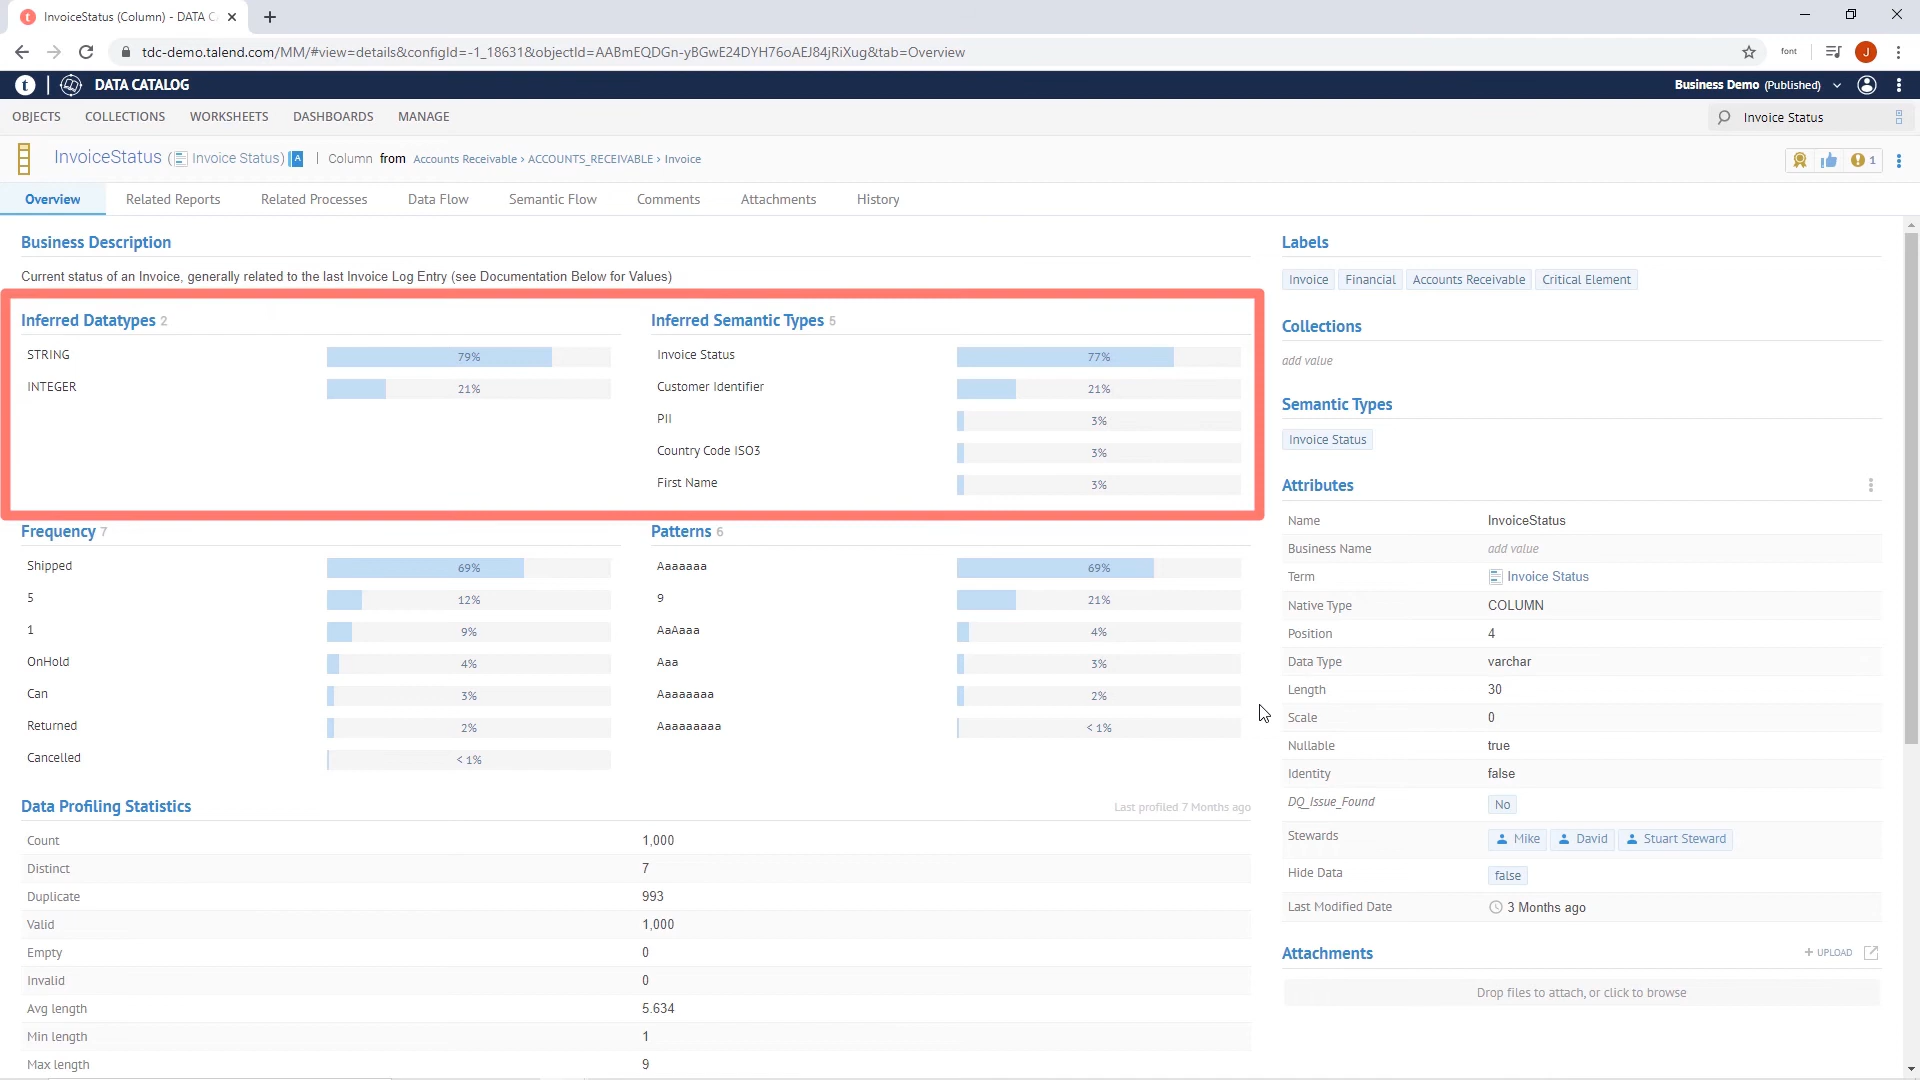 InvoiceStatus (Column) - DATA C
tdc-demo.talend.com/MM/#view=details&configId=-1_18631&objectId=AABmEQDGn-yBGwE24DYH76oAEJ84jRiXug&tab=Overview
font
J
t DATA CATALOG
Business Demo (Published)
OBJECTS COLLECTIONS WORKSHEETS DASHBOARDS MANAGE
Invoice Status
InvoiceStatus (Invoice Status) A | Column from Accounts Receivable › ACCOUNTS_RECEIVABLE › Invoice
1
Overview Related Reports Related Processes Data Flow Semantic Flow Comments Attachments History
Business Description
Current status of an Invoice, generally related to the last Invoice Log Entry (see Documentation Below for Values)
Inferred Datatypes 2
STRING 79%
INTEGER 21%
Inferred Semantic Types 5
Invoice Status 77%
Customer Identifier 21%
PII 3%
Country Code ISO3 3%
First Name 3%
Frequency 7
Shipped 69%
5 12%
1 9%
OnHold 4%
Can 3%
Returned 2%
Cancelled < 1%
Patterns 6
Aaaaaaa 69%
9 21%
AaAaaa 4%
Aaa 3%
Aaaaaaaa 2%
Aaaaaaaaa < 1%
Data Profiling Statistics Last profiled 7 Months ago
Count 1,000
Distinct 7
Duplicate 993
Valid 1,000
Empty 0
Invalid 0
Avg length 5.634
Min length 1
Max length 9
Labels
Invoice Financial Accounts Receivable Critical Element
Collections
add value
Semantic Types
Invoice Status
Attributes
Name InvoiceStatus
Business Name add value
Term Invoice Status
Native Type COLUMN
Position 4
Data Type varchar
Length 30
Scale 0
Nullable true
Identity false
DQ_Issue_Found No
Stewards Mike David Stuart Steward
Hide Data false
Last Modified Date 3 Months ago
Attachments + UPLOAD
Drop files to attach, or click to browse